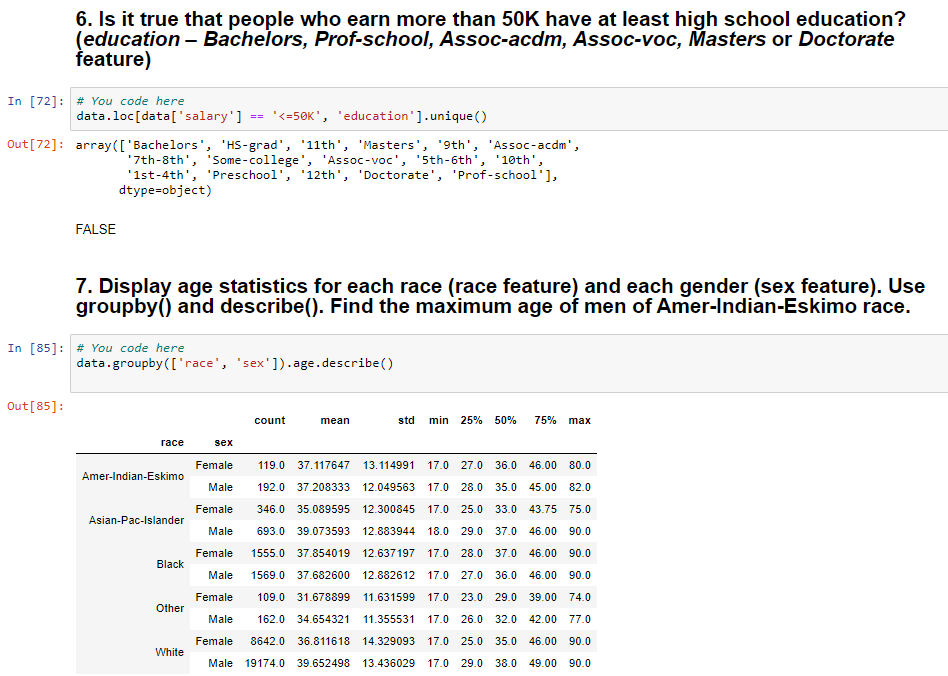 6. Is it true that people who earn more than 50K have at least high school education?
(education – Bachelors, Prof-school, Assoc-acdm, Assoc-voc, Masters or Doctorate
feature)
In [72]: # You code here
data.loc[data['salary'] == '<=50K', 'education'].unique()
Out[72]: array(['Bachelors', 'HS-grad', '11th', 'Masters', '9th', 'Assoc-acdm',
'7th-8th', 'Some-college', 'Assoc-voc', '5th-6th', '10th',
'1st-4th', 'Preschool', '12th', 'Doctorate', 'Prof-school'],
dtype=object)
FALSE
7. Display age statistics for each race (race feature) and each gender (sex feature). Use
groupby() and describe(). Find the maximum age of men of Amer-Indian-Eskimo race.
In [85]: # You code here
data.groupby(['race', 'sex']).age.describe()
Out[85]:
count mean std min 25% 50% 75% max
race sex
Amer-Indian-Eskimo Female 119.0 37.117647 13.114991 17.0 27.0 36.0 46.00 80.0
Male 192.0 37.208333 12.049563 17.0 28.0 35.0 45.00 82.0
Asian-Pac-Islander Female 346.0 35.089595 12.300845 17.0 25.0 33.0 43.75 75.0
Male 693.0 39.073593 12.883944 18.0 29.0 37.0 46.00 90.0
Black Female 1555.0 37.854019 12.637197 17.0 28.0 37.0 46.00 90.0
Male 1569.0 37.682600 12.882612 17.0 27.0 36.0 46.00 90.0
Other Female 109.0 31.678899 11.631599 17.0 23.0 29.0 39.00 74.0
Male 162.0 34.654321 11.355531 17.0 26.0 32.0 42.00 77.0
White Female 8642.0 36.811618 14.329093 17.0 25.0 35.0 46.00 90.0
Male 19174.0 39.652498 13.436029 17.0 29.0 38.0 49.00 90.0